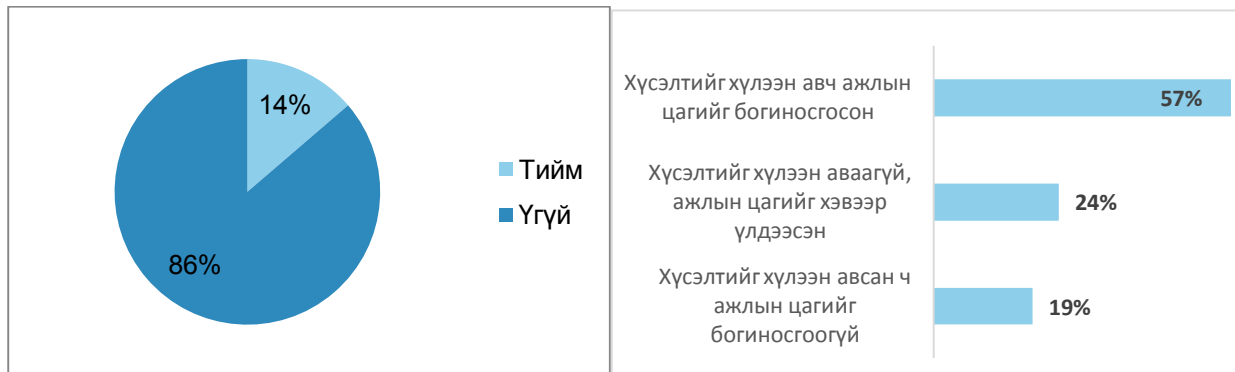 14%
86%
Тийм
Үгүй
Хүсэлтийг хүлээн авч ажлын
цагийг богиносгосон
57%
Хүсэлтийг хүлээн аваагүй,
ажлын цагийг хэвээр
үлдээсэн
24%
Хүсэлтийг хүлээн авсан ч
ажлын цагийг
богиносгоогүй
19%